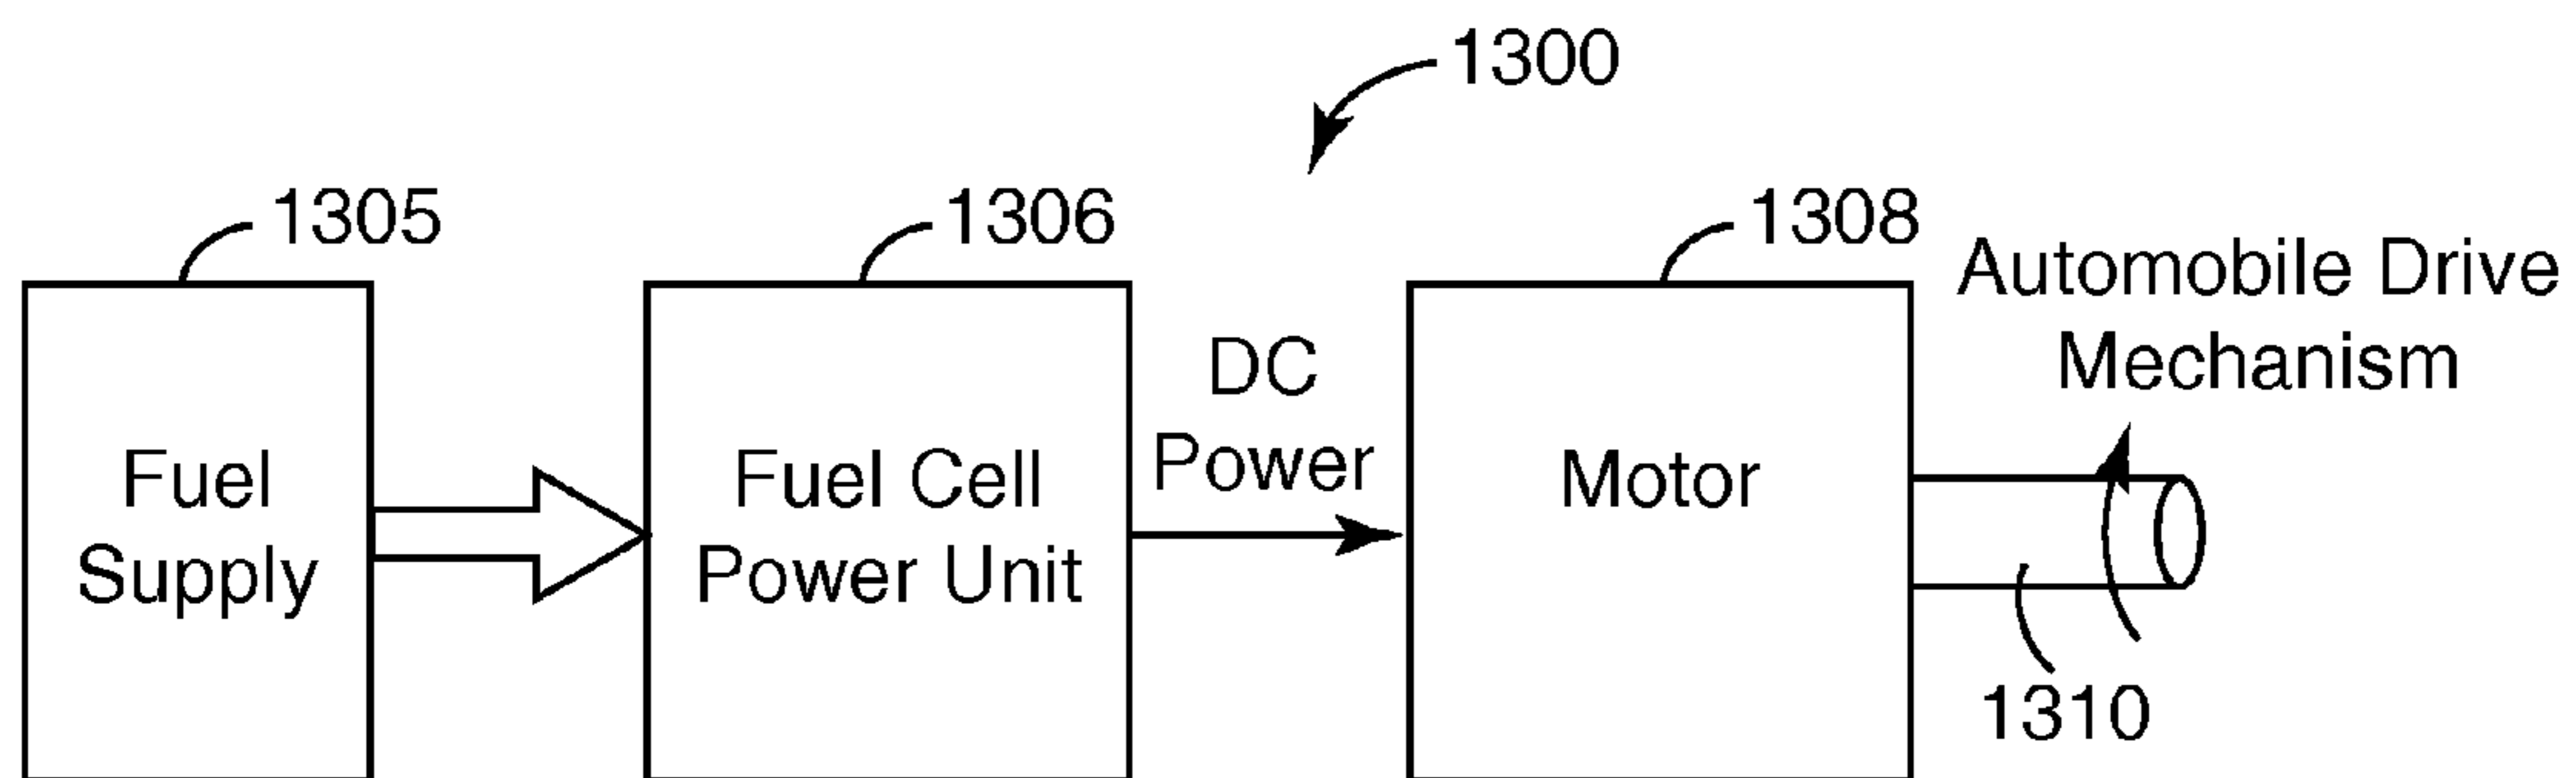 1300
1305
1306
1308
Automobile Drive
Mechanism
DC
Power
Fuel
Supply
Fuel Cell
Power Unit
Motor
1310